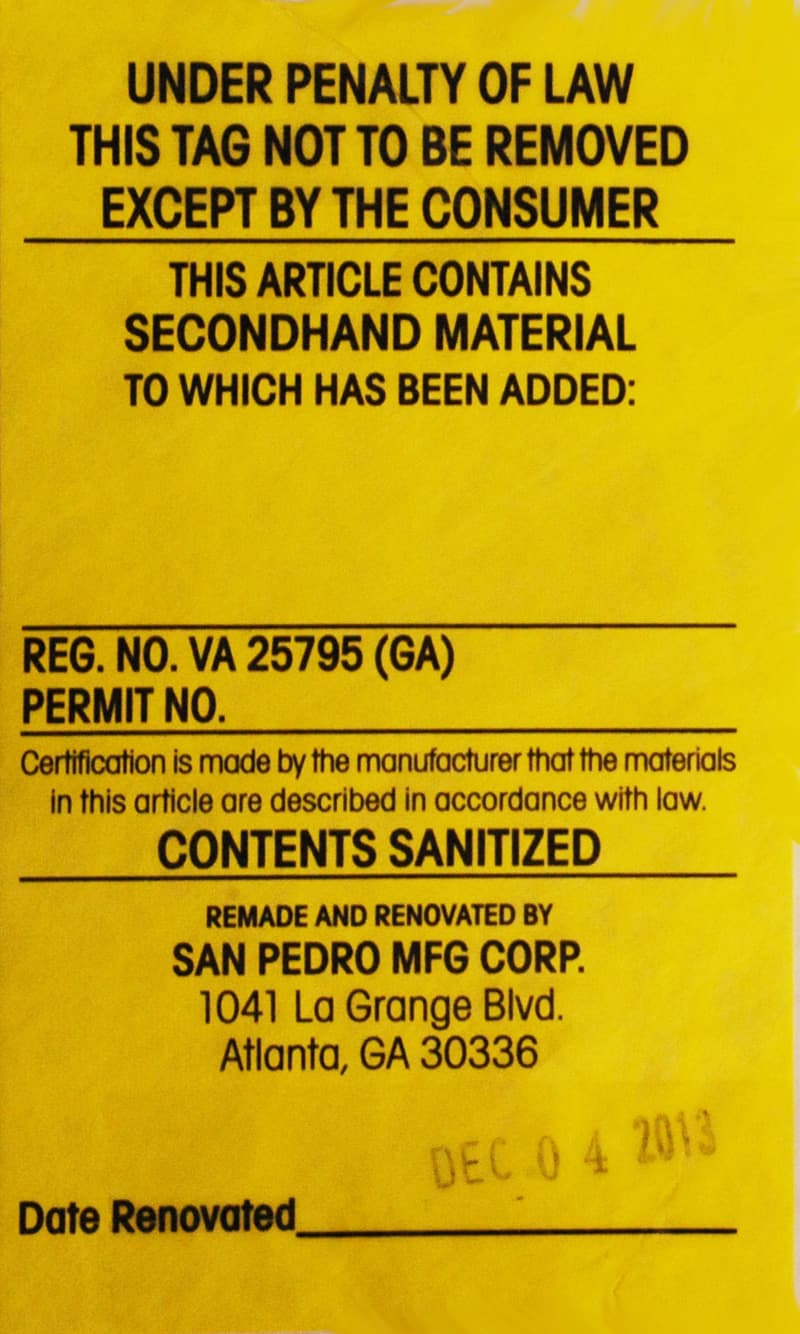 UNDER PENALTY OF LAW
THIS TAG NOT TO BE REMOVED
EXCEPT BY THE CONSUMER
THIS ARTICLE CONTAINS
SECONDHAND MATERIAL
TO WHICH HAS BEEN ADDED:
REG. NO. VA 25795 (GA)
PERMIT NO.
Certification is made by the manufacturer that the materials
in this article are described in accordance with law.
CONTENTS SANITIZED
REMADE AND RENOVATED BY
SAN PEDRO MFG CORP.
1041 La Grange Blvd.
Atlanta, GA 30336
DEC 04 2013
Date Renovated